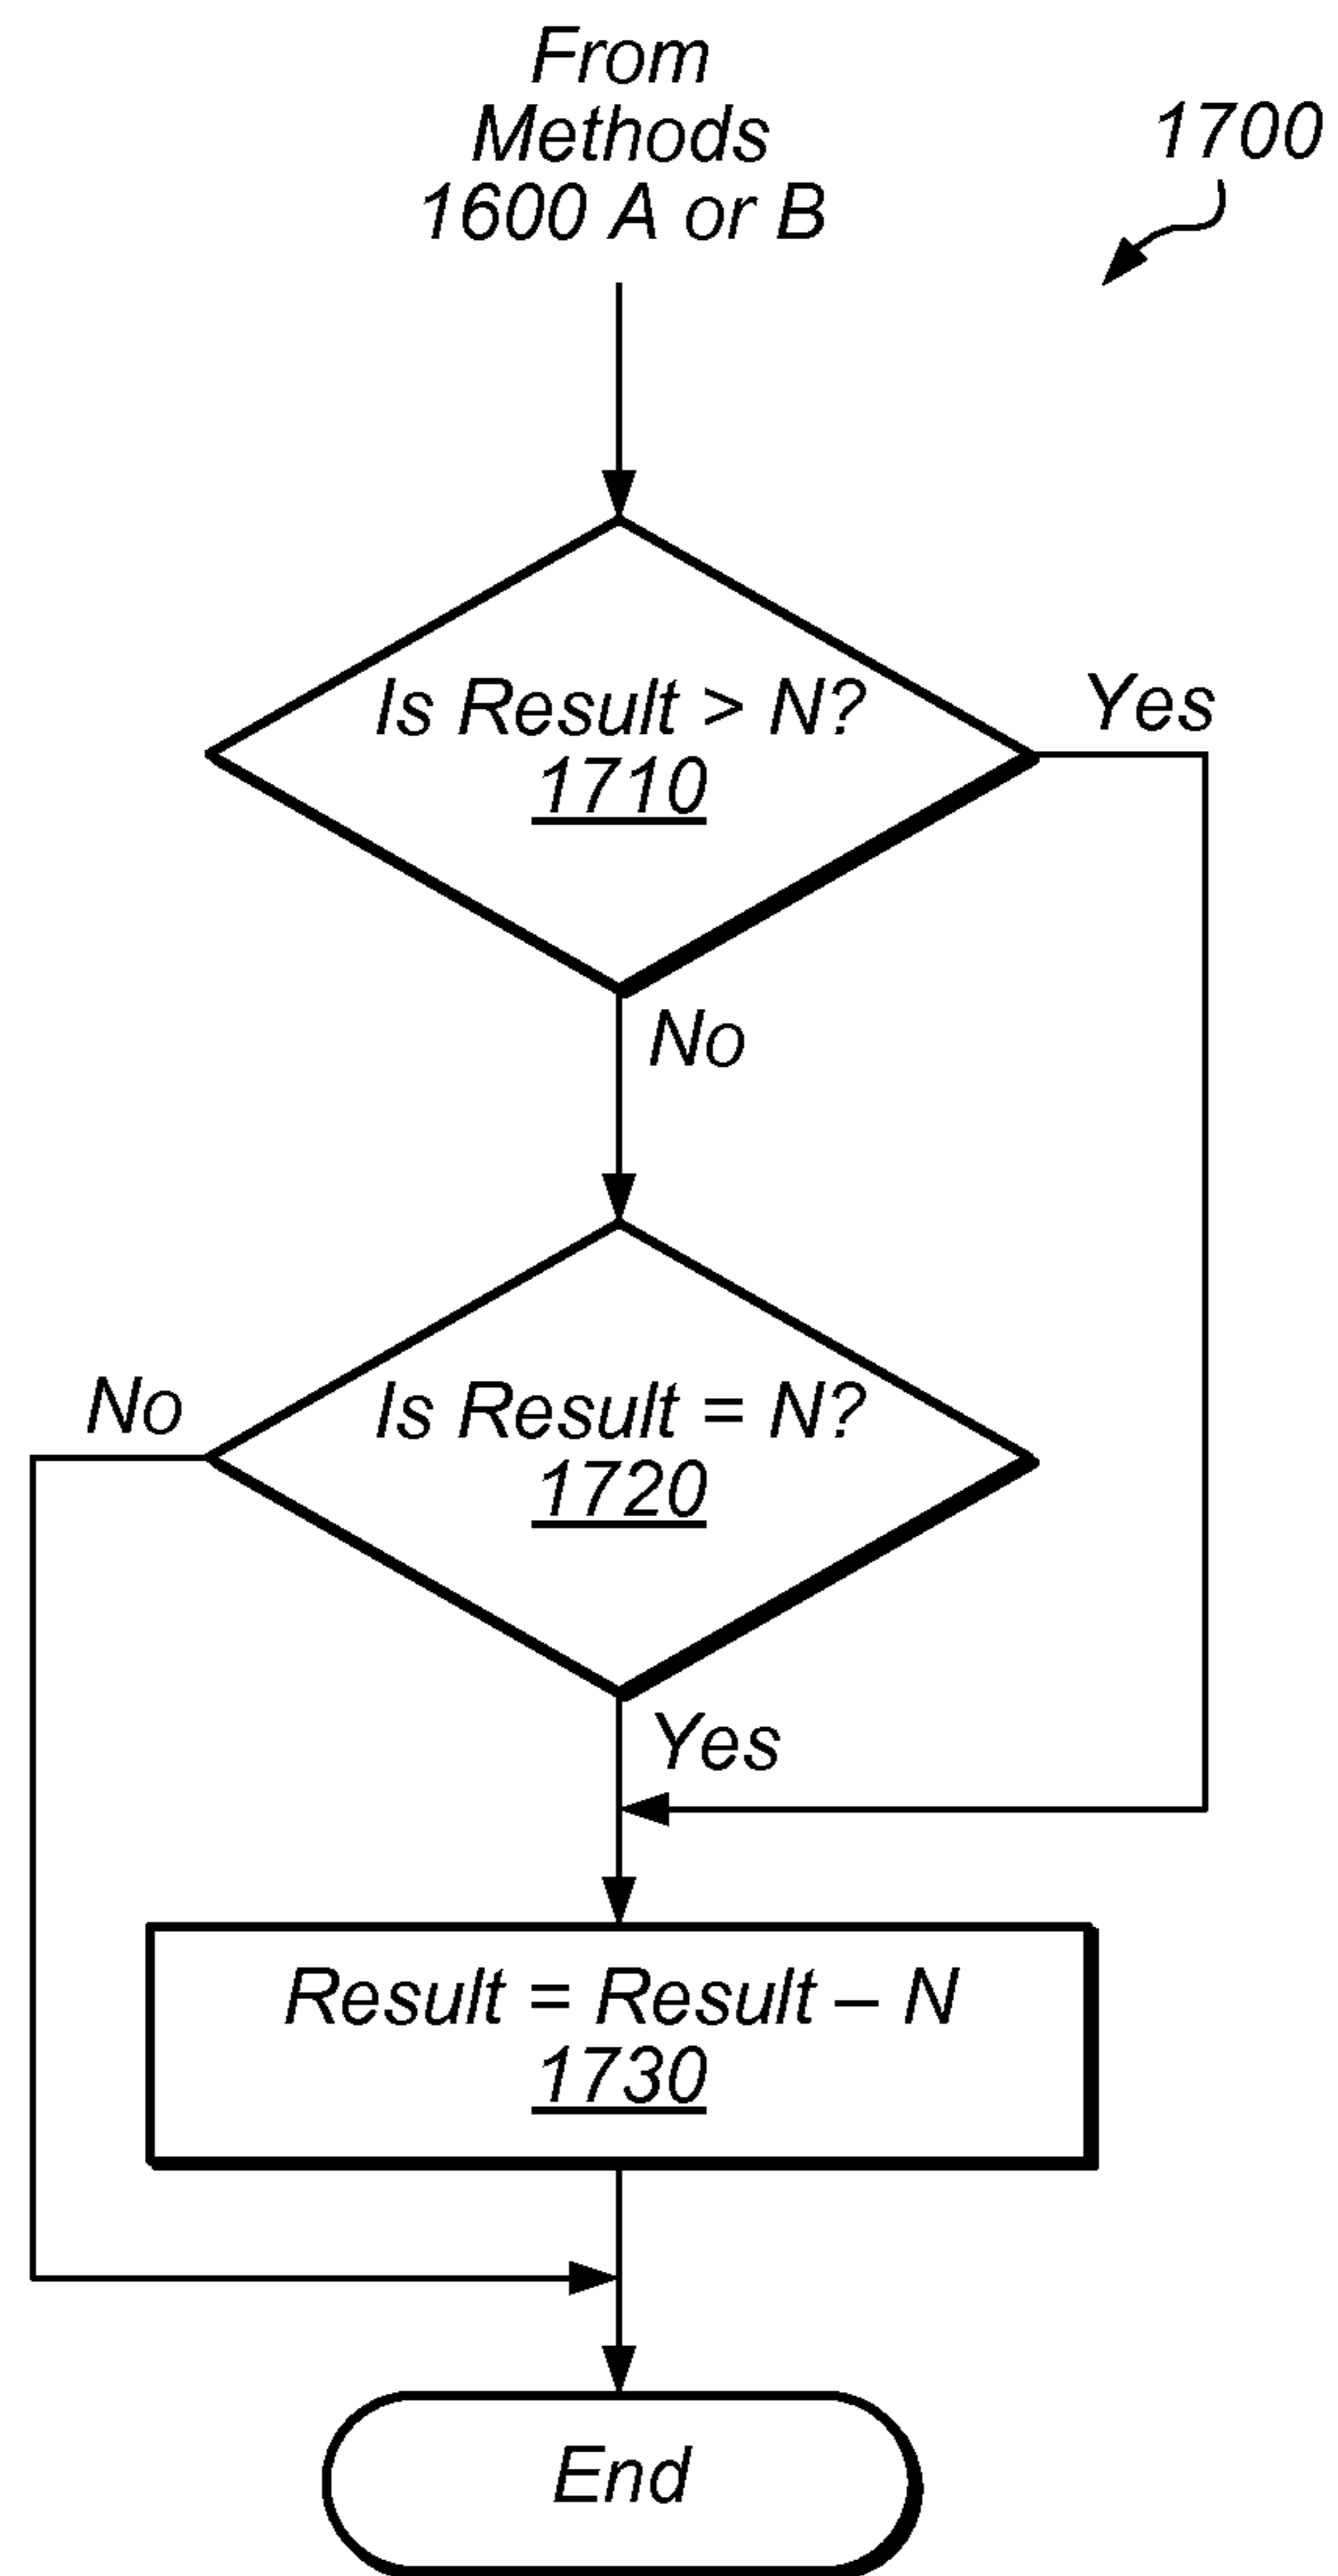 From
Methods
1600 A or B
1700
Is Result > N?
1710
Yes
No
Is Result = N?
1720
No
Yes
Result = Result – N
1730
End